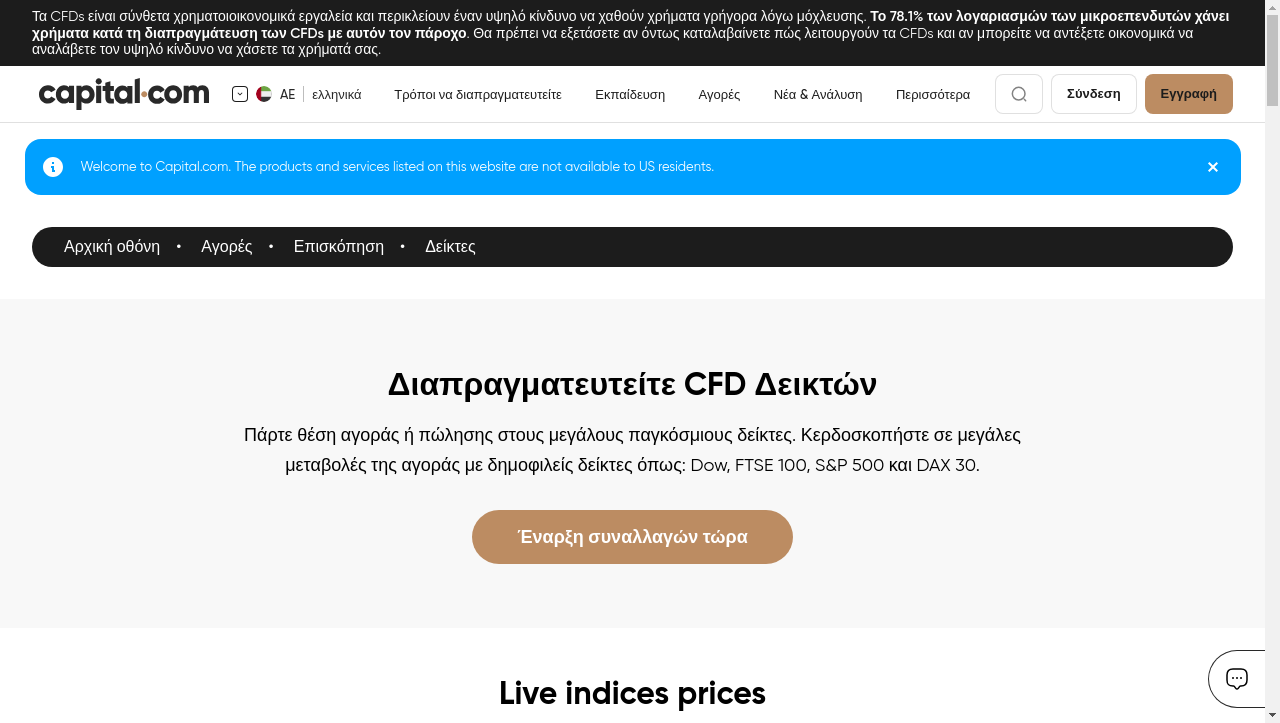 Τα CFDs είναι σύνθετα χρηματοοικονομικά εργαλεία και περικλείουν έναν υψηλό κίνδυνο να χαθούν χρήματα γρήγορα λόγω μόχλευσης. Το 78.1% των λογαριασμών των μικροεπενδυτών χάνει
χρήματα κατά τη διαπραγμάτευση των CFDs με αυτόν τον πάροχο. Θα πρέπει να εξετάσετε αν όντως καταλαβαίνετε πώς λειτουργούν τα CFDs και αν μπορείτε να αντέξετε οικονομικά να
αναλάβετε τον υψηλό κίνδυνο να χάσετε τα χρήματά σας.
capital.com
AE
ελληνικά
Τρόποι να διαπραγματευτείτε
Εκπαίδευση
Αγορές
Νέα & Ανάλυση
Περισσότερα
Σύνδεση
Εγγραφή
Welcome to Capital.com. The products and services listed on this website are not available to US residents.
Αρχική οθόνη • Αγορές • Επισκόπηση • Δείκτες
Διαπραγματευτείτε CFD Δεικτών
Πάρτε θέση αγοράς ή πώλησης στους μεγάλους παγκόσμιους δείκτες. Κερδοσκοπήστε σε μεγάλες
μεταβολές της αγοράς με δημοφιλείς δείκτες όπως: Dow, FTSE 100, S&P 500 και DAX 30.
Έναρξη συναλλαγών τώρα
Live indices prices